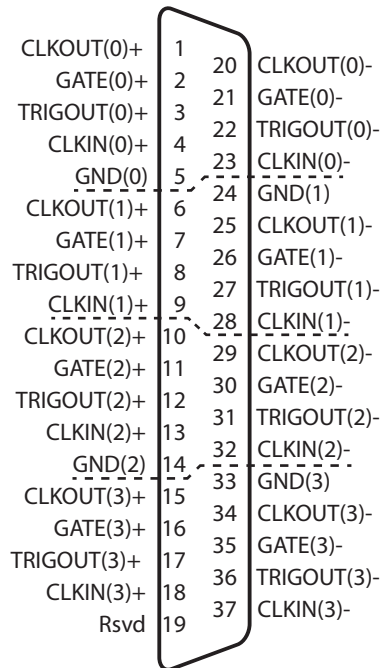 CLKOUT(0)+ 1
GATE(0)+ 2
TRIGOUT(0)+ 3
CLKIN(0)+ 4
GND(0) 5
CLKOUT(1)+ 6
GATE(1)+ 7
TRIGOUT(1)+ 8
CLKIN(1)+ 9
CLKOUT(2)+ 10
GATE(2)+ 11
TRIGOUT(2)+ 12
CLKIN(2)+ 13
GND(2) 14
CLKOUT(3)+ 15
GATE(3)+ 16
TRIGOUT(3)+ 17
CLKIN(3)+ 18
Rsvd 19
20 CLKOUT(0)-
21 GATE(0)-
22 TRIGOUT(0)-
23 CLKIN(0)-
24 GND(1)
25 CLKOUT(1)-
26 GATE(1)-
27 TRIGOUT(1)-
28 CLKIN(1)-
29 CLKOUT(2)-
30 GATE(2)-
31 TRIGOUT(2)-
32 CLKIN(2)-
33 GND(3)
34 CLKOUT(3)-
35 GATE(3)-
36 TRIGOUT(3)-
37 CLKIN(3)-